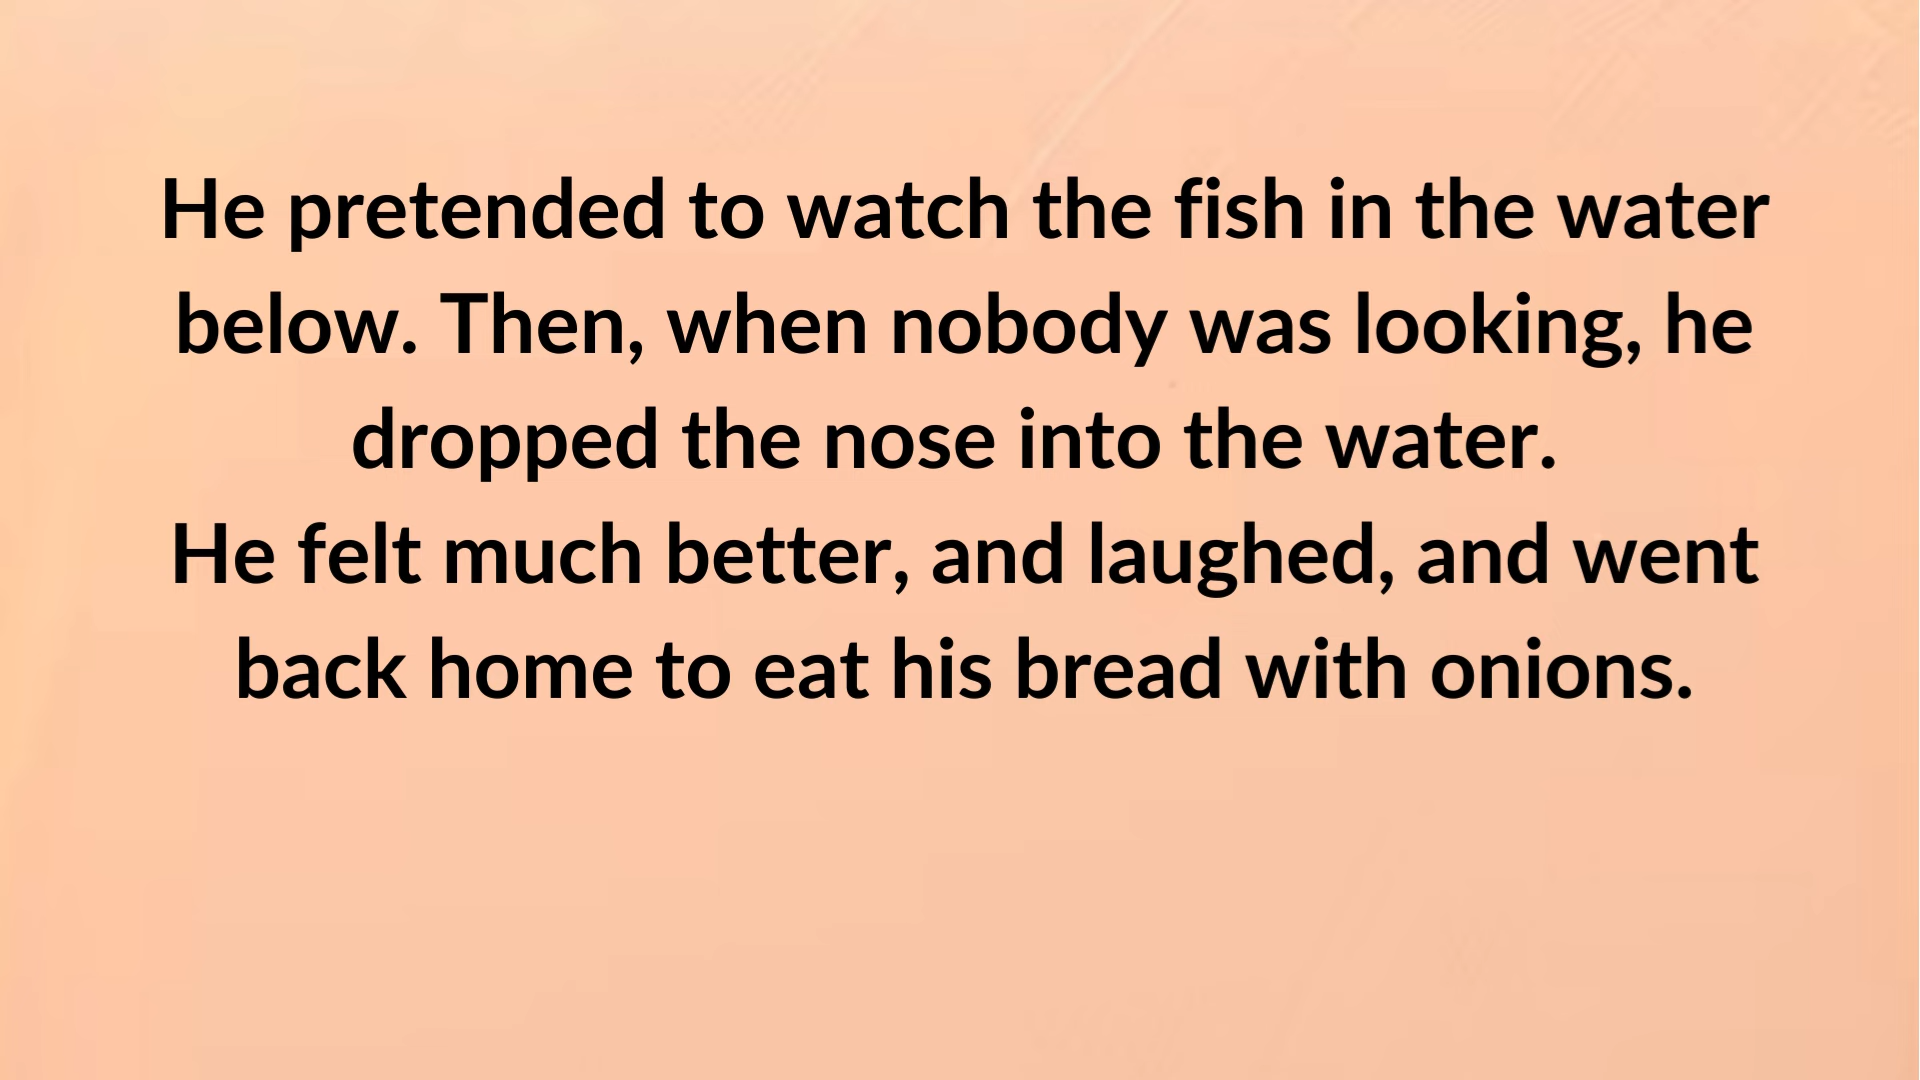 He pretended to watch the fish in the water
below. Then, when nobody was looking, he
dropped the nose into the water.
He felt much better, and laughed, and went
back home to eat his bread with onions.